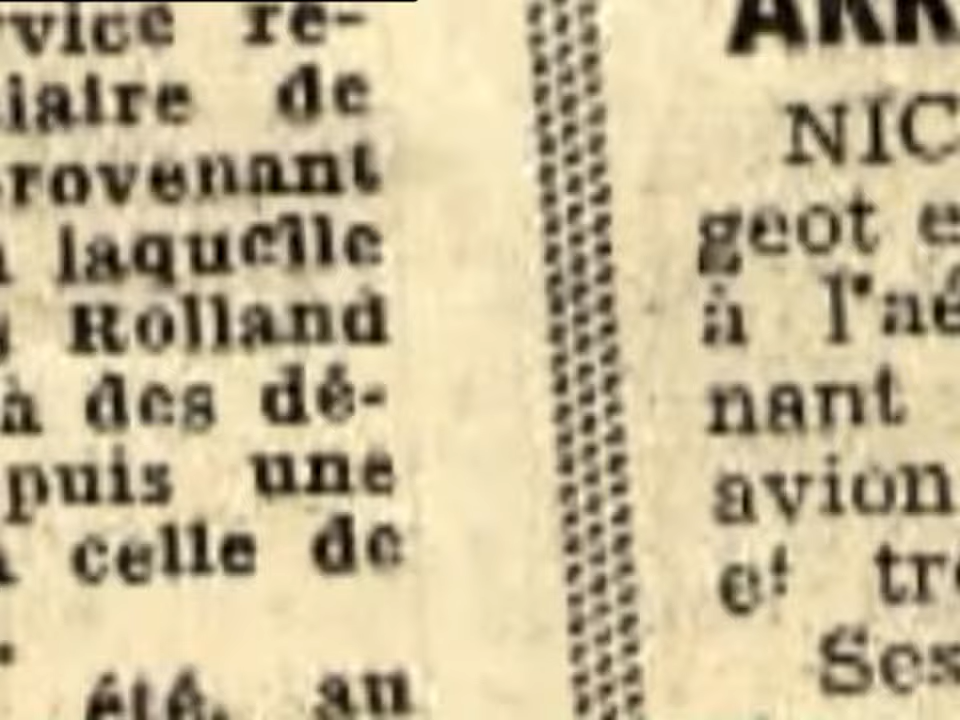 rvice re-
iaire de
rovenant
laquelle
Rolland
à des dé-
puis une
celle de
été, au
ARR
NIC
geot e
à l'aé
nant
avion
et tr
Ses